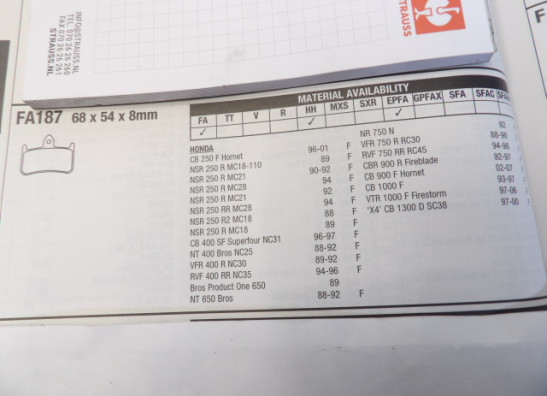 INFO@STRAUSS.NL
TEL 070 26 26 260
FAX 070 26 26 261
STRAUSS.NL
STRAUSS
FA187 68 x 54 x 8mm
MATERIAL AVAILABILITY
FA TT V R HH MXS SXR EPFA GPFAX SFA SFAC
✓ ✓ ✓
HONDA
CB 250 F Hornet 96-01 F
NSR 250 R MC18-110 89 F
NSR 250 R MC21 90-92 F
NSR 250 R MC28 94 F
NSR 250 R MC21 92 F
NSR 250 RR MC28 94 F
NSR 250 R2 MC18 88 F
NSR 250 R MC18 89 F
CB 400 SF Superfour NC31 96-97 F
NT 400 Bros NC25 88-92 F
VFR 400 R NC30 89-92 F
RVF 400 RR NC35 94-96 F
Bros Product One 650 89
NT 650 Bros 88-92 F
NR 750 N 92
VFR 750 R RC30 88-90
RVF 750 RR RC45 94-96
CBR 900 R Fireblade 92-97
CB 900 F Hornet 02-07
CB 1000 F 93-97
VTR 1000 F Firestorm 97-06
'X4' CB 1300 D SC38 97-00